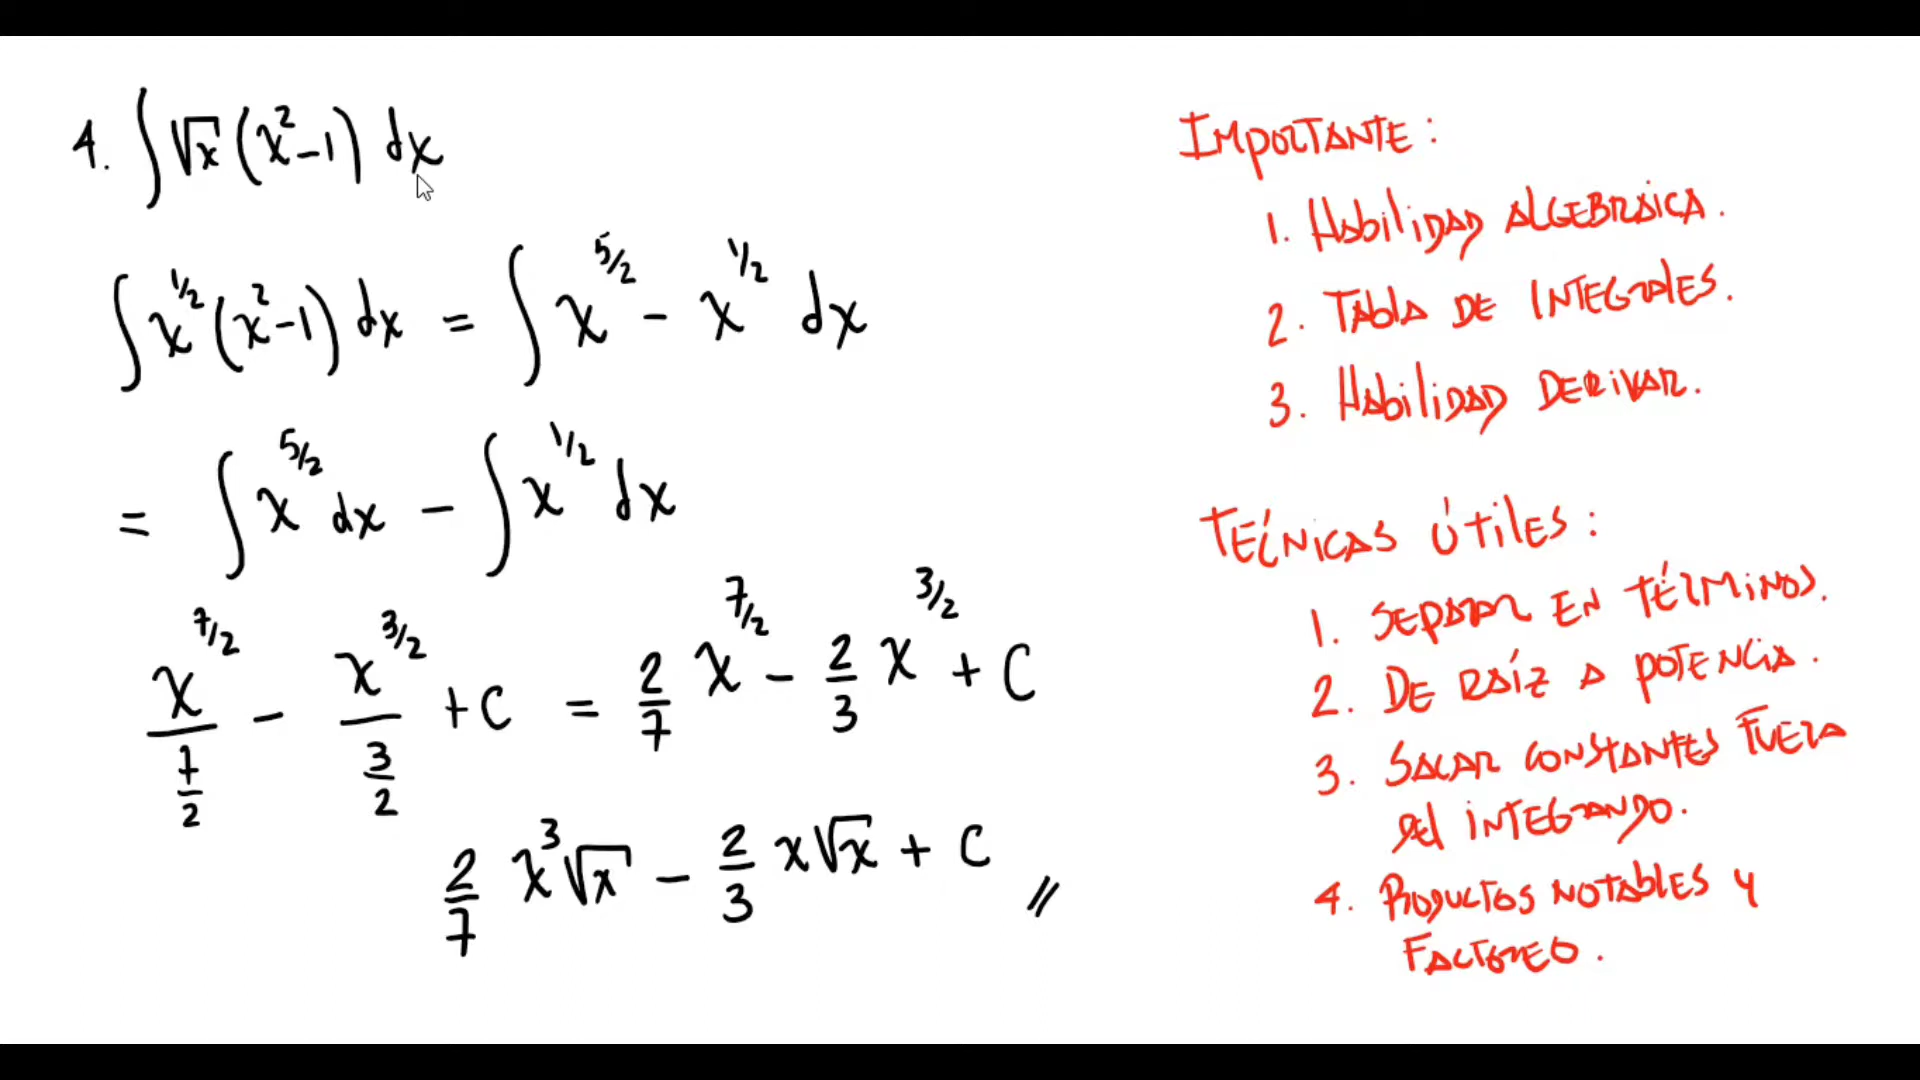 4. ∫√x (x²-1) dx
∫ x^1/2 (x²-1) dx = ∫ x^5/2 - x^1/2 dx
= ∫ x^5/2 dx - ∫ x^1/2 dx
x^7/2 / 7/2 - x^3/2 / 3/2 + C = 2/7 x^7/2 - 2/3 x^3/2 + C
2/7 x³√x - 2/3 x√x + C //
IMPORTANTE:
1. Habilidad ALGEBRAICA.
2. TABLA DE INTEGRALES.
3. Habilidad DERIVAR.
TÉCNICAS ÚTILES:
1. SEPARAR EN TÉRMINOS.
2. DE RAÍZ A POTENCIA.
3. SACAR CONSTANTES FUERA
DEL INTEGRANDO.
4. PRODUCTOS NOTABLES Y
FACTOREO.